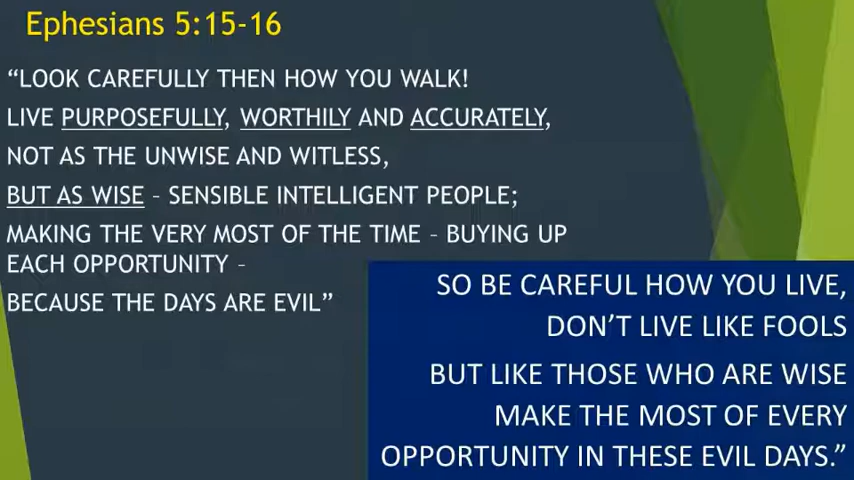 Ephesians 5:15-16
“LOOK CAREFULLY THEN HOW YOU WALK!
LIVE PURPOSEFULLY, WORTHILY AND ACCURATELY,
NOT AS THE UNWISE AND WITLESS,
BUT AS WISE – SENSIBLE INTELLIGENT PEOPLE;
MAKING THE VERY MOST OF THE TIME – BUYING UP
EACH OPPORTUNITY –
BECAUSE THE DAYS ARE EVIL”
SO BE CAREFUL HOW YOU LIVE,
DON’T LIVE LIKE FOOLS
BUT LIKE THOSE WHO ARE WISE
MAKE THE MOST OF EVERY
OPPORTUNITY IN THESE EVIL DAYS.”